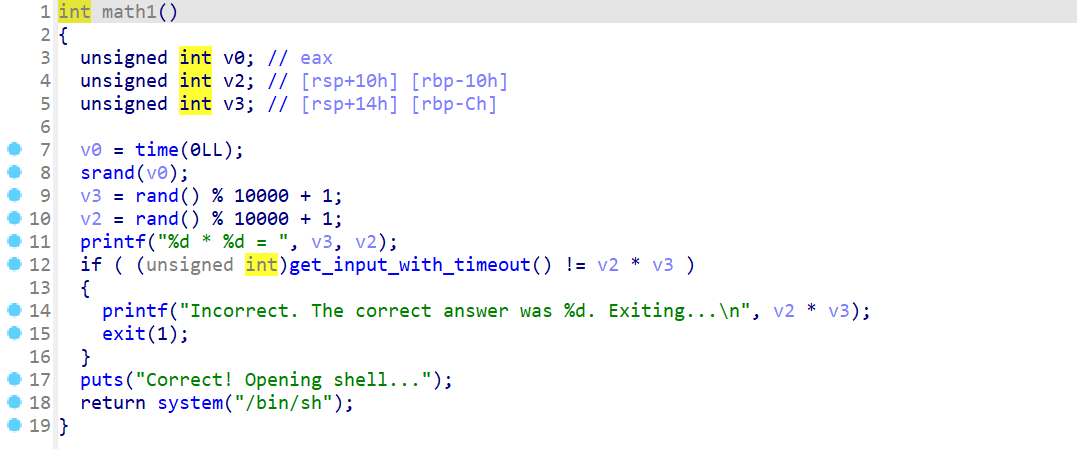 1 int math1()
2 {
3 unsigned int v0; // eax
4 unsigned int v2; // [rsp+10h] [rbp-10h]
5 unsigned int v3; // [rsp+14h] [rbp-Ch]
6
7 v0 = time(0LL);
8 srand(v0);
9 v3 = rand() % 10000 + 1;
10 v2 = rand() % 10000 + 1;
11 printf("%d * %d = ", v3, v2);
12 if ( (unsigned int)get_input_with_timeout() != v2 * v3 )
13 {
14 printf("Incorrect. The correct answer was %d. Exiting...\n", v2 * v3);
15 exit(1);
16 }
17 puts("Correct! Opening shell...");
18 return system("/bin/sh");
19 }